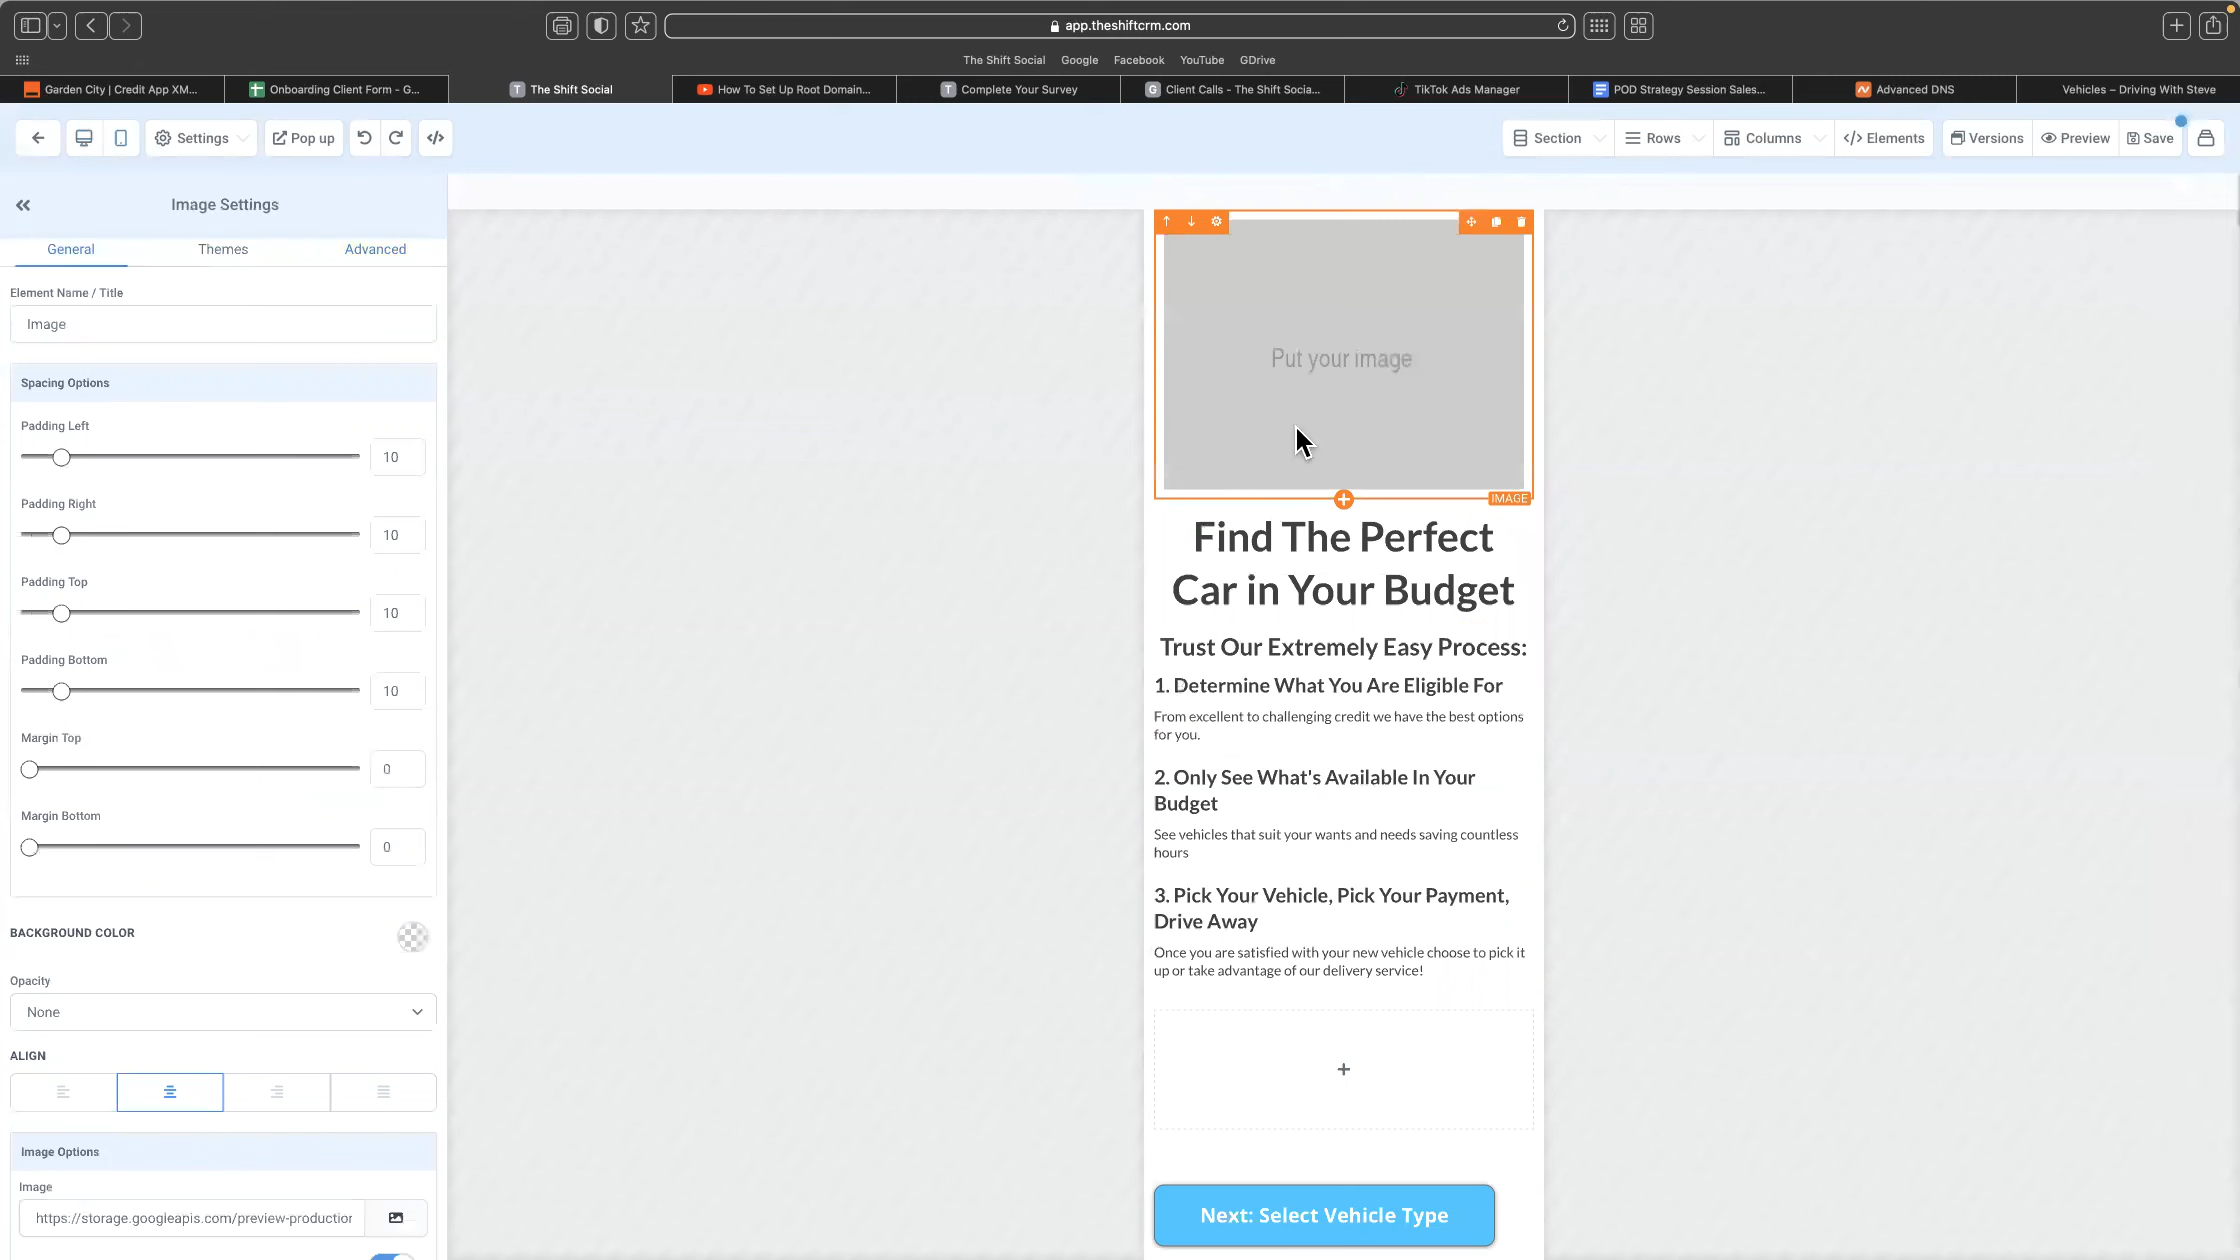 app.theshiftcrm.com
The Shift Social Google Facebook YouTube GDrive
Garden City | Credit App XM...
Onboarding Client Form - G...
The Shift Social
How To Set Up Root Domain...
Complete Your Survey
Client Calls - The Shift Socia...
TikTok Ads Manager
POD Strategy Session Sales...
Advanced DNS
Vehicles – Driving With Steve
Settings
Pop up
Section
Rows
Columns
Elements
Versions
Preview
Save
Image Settings
General
Themes
Advanced
Element Name / Title
Image
Spacing Options
Padding Left
10
Padding Right
10
Padding Top
10
Padding Bottom
10
Margin Top
0
Margin Bottom
0
BACKGROUND COLOR
Opacity
None
ALIGN
Image Options
Image
https://storage.googleapis.com/preview-production
Put your image
IMAGE
Find The Perfect
Car in Your Budget
Trust Our Extremely Easy Process:
1. Determine What You Are Eligible For
From excellent to challenging credit we have the best options
for you.
2. Only See What's Available In Your
Budget
See vehicles that suit your wants and needs saving countless
hours
3. Pick Your Vehicle, Pick Your Payment,
Drive Away
Once you are satisfied with your new vehicle choose to pick it
up or take advantage of our delivery service!
Next: Select Vehicle Type